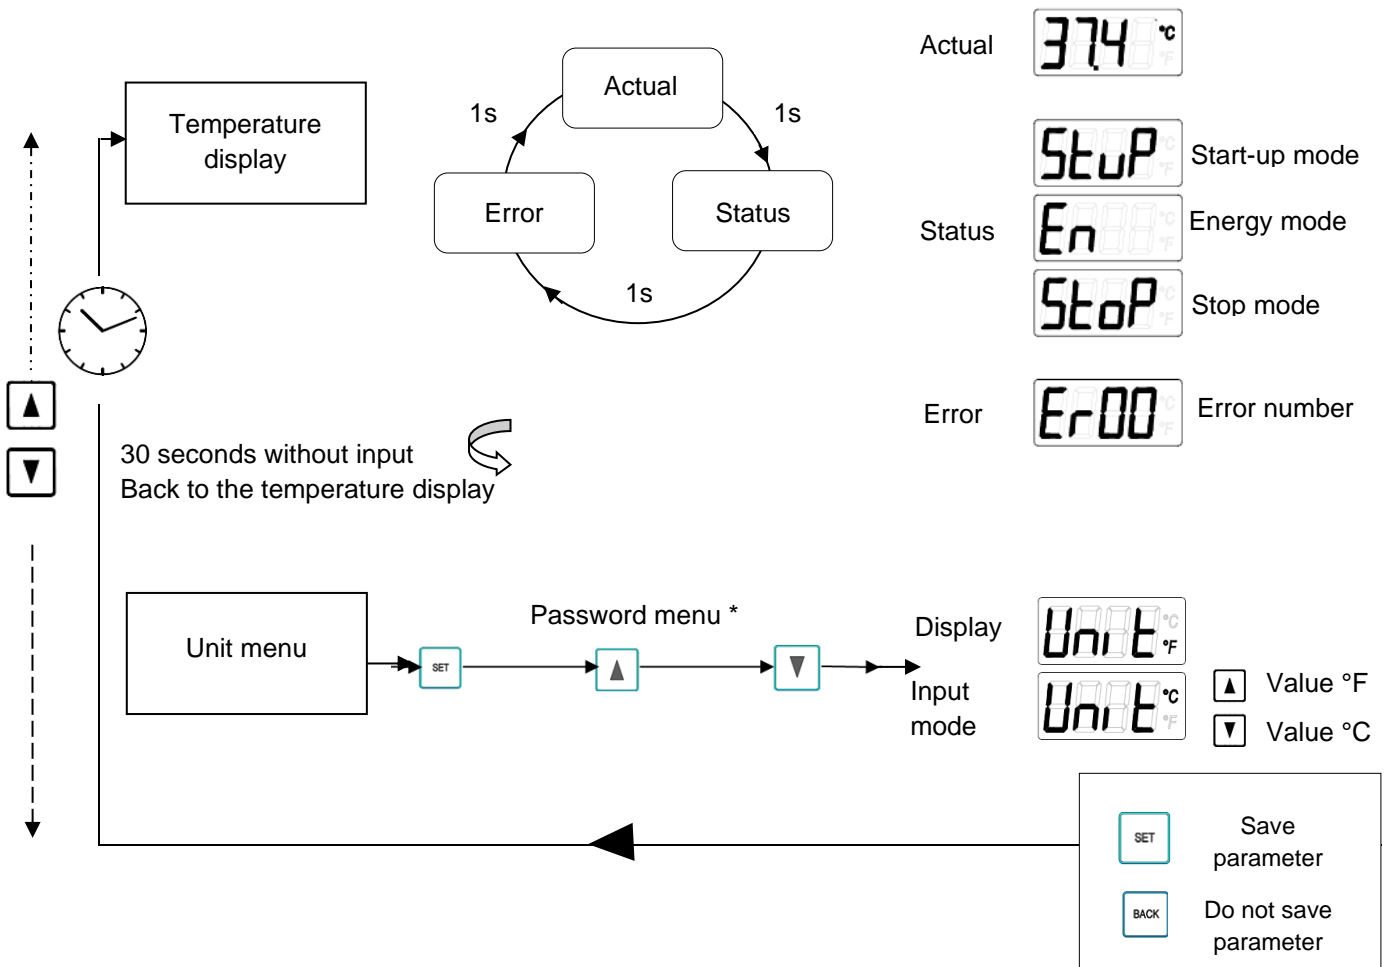 Actual
37.4 °C
°F
Temperature
display
Actual
1s
1s
Error
Status
1s
Status
StuP °C
°F
Start-up mode
En °C
°F
Energy mode
StoP °C
°F
Stop mode
Error
Er00 °C
°F
Error number
30 seconds without input
Back to the temperature display
Unit menu
Password menu *
SET
Display
Unit °C
°F
Input
mode
Unit °C
°F
Value °F
Value °C
SET
Save
parameter
BACK
Do not save
parameter